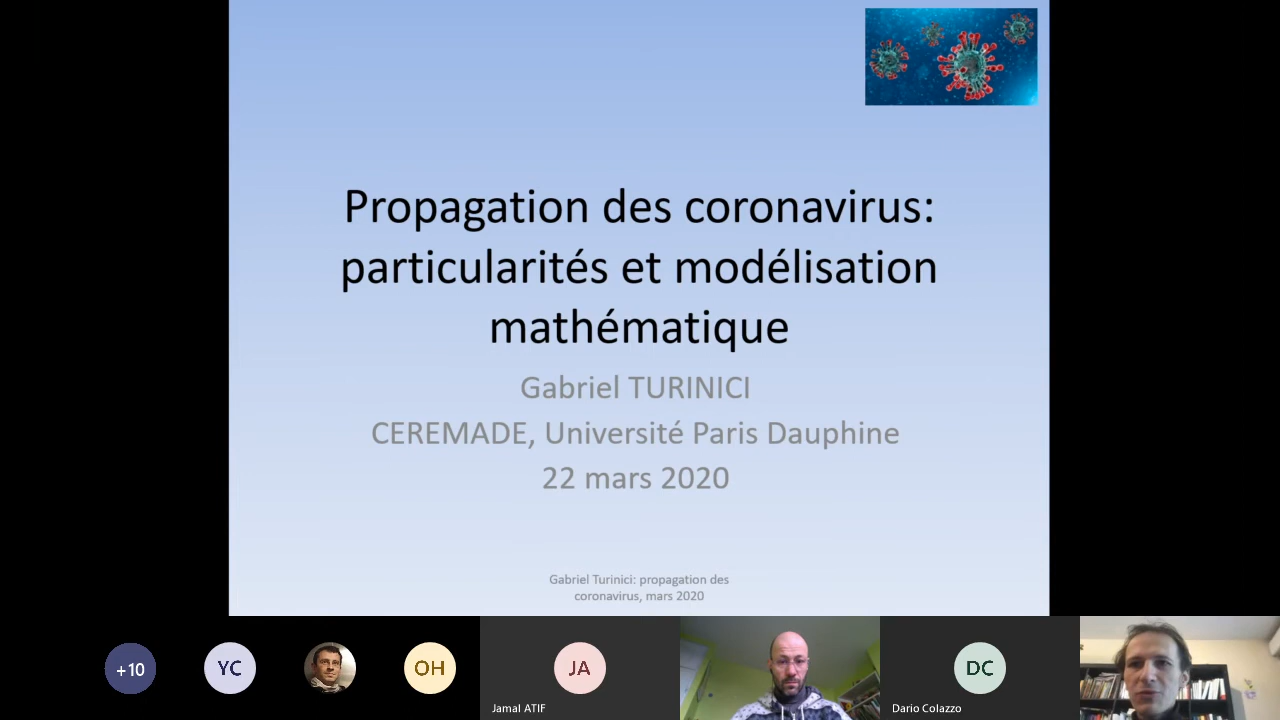 Propagation des coronavirus:
particularités et modélisation
mathématique
Gabriel TURINICI
CEREMADE, Université Paris Dauphine
22 mars 2020
Gabriel Turinici: propagation des
coronavirus, mars 2020
+10
YC
OH
JA
DC
Jamal ATIF
Dario Colazzo